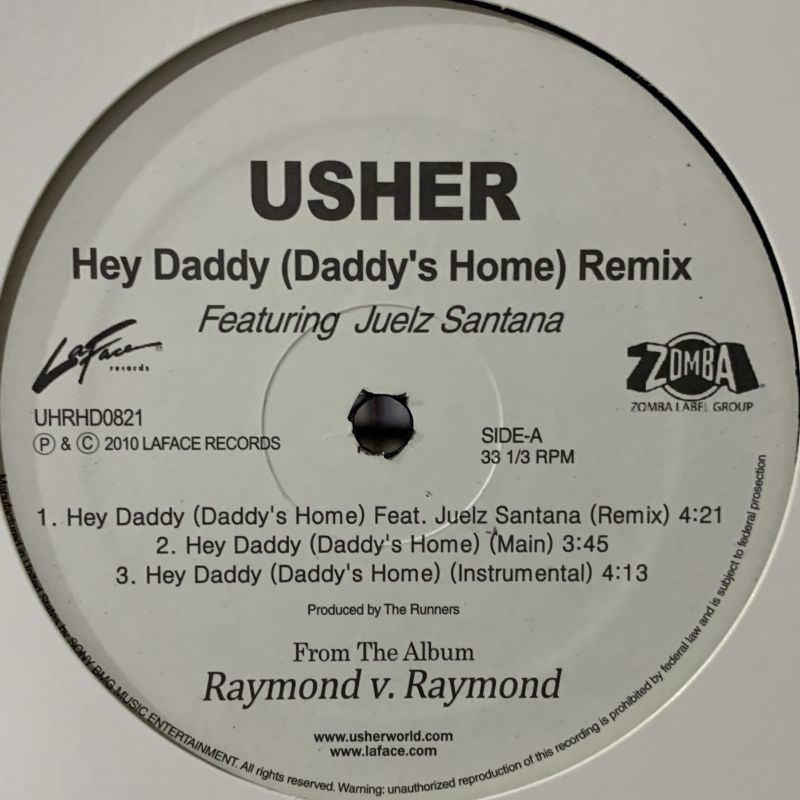 USHER
Hey Daddy (Daddy's Home) Remix
Featuring Juelz Santana
LaFace
records
ZOMBA
ZOMBA LABEL GROUP
UHRHD0821
Ⓟ & © 2010 LAFACE RECORDS
SIDE-A
33 1/3 RPM
1. Hey Daddy (Daddy's Home) Feat. Juelz Santana (Remix) 4:21
2. Hey Daddy (Daddy's Home) (Main) 3:45
3. Hey Daddy (Daddy's Home) (Instrumental) 4:13
Produced by The Runners
From The Album
Raymond v. Raymond
www.usherworld.com
www.laface.com
Manufactured in United States by SONY BMG MUSIC ENTERTAINMENT. All rights reserved. Warning: unauthorized reproduction of this recording is prohibited by federal law and is subject to federal prosection